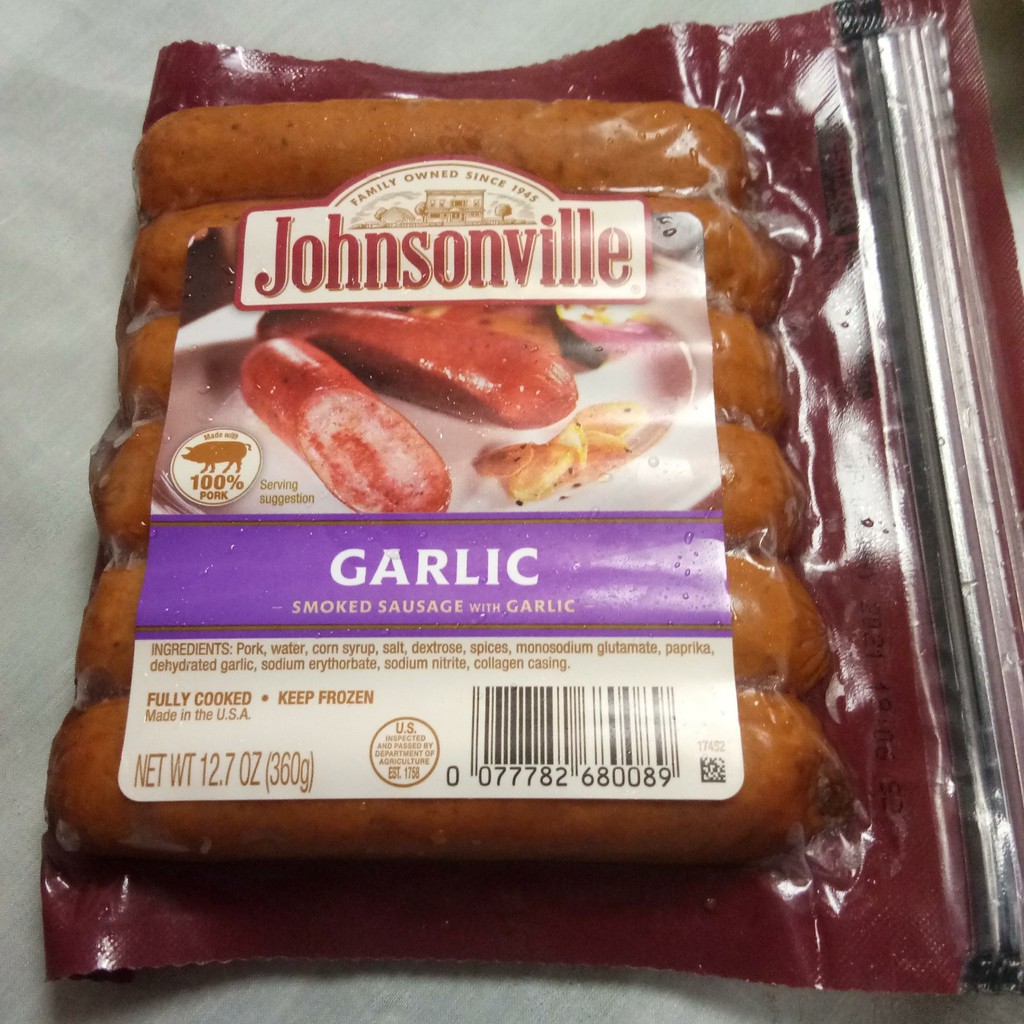 FAMILY OWNED SINCE 1945
Johnsonville
Made with
100%
PORK
Serving
suggestion
GARLIC
SMOKED SAUSAGE WITH GARLIC
INGREDIENTS: Pork, water, corn syrup, salt, dextrose, spices, monosodium glutamate, paprika,
dehydrated garlic, sodium erythorbate, sodium nitrite, collagen casing.
FULLY COOKED • KEEP FROZEN
Made in the U.S.A.
NET WT 12.7 OZ (360g)
U.S.
INSPECTED
AND PASSED BY
DEPARTMENT OF
AGRICULTURE
EST. 1758
0 077782 680089
17452